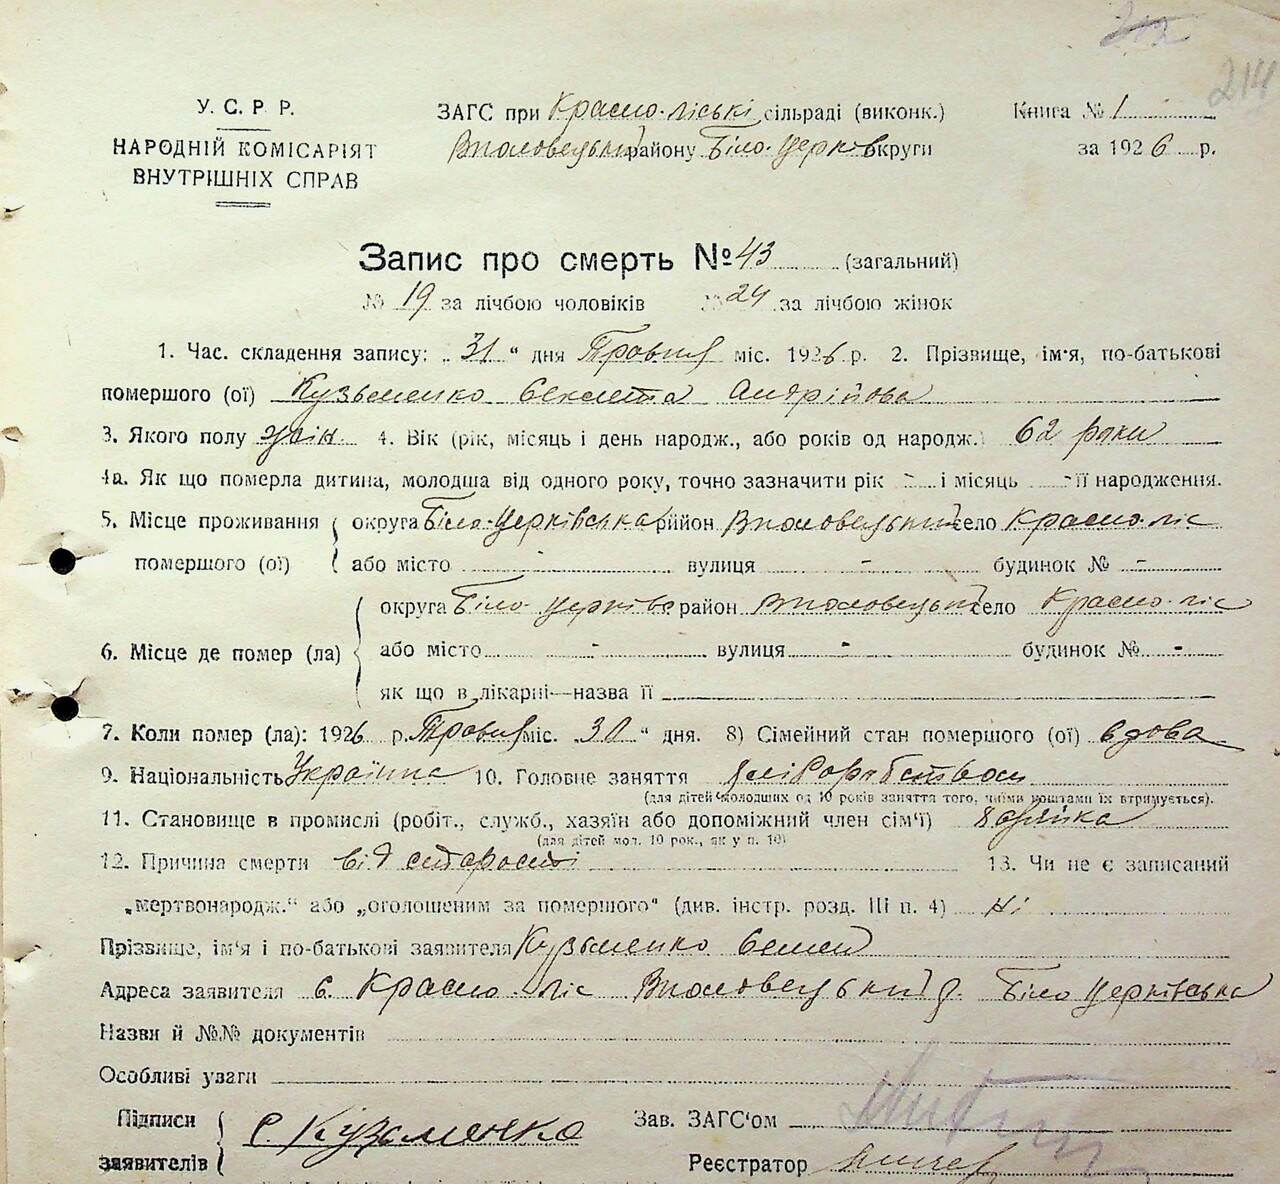 214
У. С. Р. Р.
НАРОДНІЙ КОМІСАРІЯТ
ВНУТРІШНІХ СПРАВ
ЗАГС при Красно-ліські сільраді (виконк.)
району Біло-Церків округи
Книга № 1
за 1926 р.
Запис про смерть № 43 (загальний)
№ 19 за лічбою чоловіків № 24 за лічбою жінок
1. Час. складення запису: „31“ дня Травня міс. 1926 р. 2. Прізвище, ім'я, по-батькові
помершого (ої) Кузьменко Андрійова
3. Якого полу жін. 4. Вік (рік, місяць і день народж., або років од народж.) 62 роки
4а. Як що померла дитина, молодша від одного року, точно зазначити рік - і місяць - її народження.
5. Місце проживання помершого (ої)
округа Біло-Церківська район село Красно-ліс
або місто - вулиця - будинок № -
6. Місце де помер (ла)
округа Біло-Церківс район село Красно-ліс
або місто - вулиця - будинок № -
як що в лікарні—назва її
7. Коли помер (ла): 1926 р. Травня міс. „30“ дня. 8) Сімейний стан помершого (ої) вдова
9. Національність Українка 10. Головне заняття
(для дітей молодших од 10 років заняття того, чиїми коштами їх втримується).
11. Становище в промислі (робіт., служб., хазяїн або допоміжний член сім'ї) хазяйка
(для дітей мол. 10 рок., як у п. 10)
12. Причина смерти від старости 13. Чи не є записаний
„мертвонародж.“ або „оголошеним за помершого“ (див. інстр. розд. III п. 4) ні
Прізвище, ім'я і по-батькові заявителя Кузьменко Семен
Адреса заявителя с. Красно-ліс р. Біло Церківська
Назви й №№ документів
Особливі уваги
Підписи заявителів С. Кузьменко
Зав. ЗАГС'ом
Реєстратор